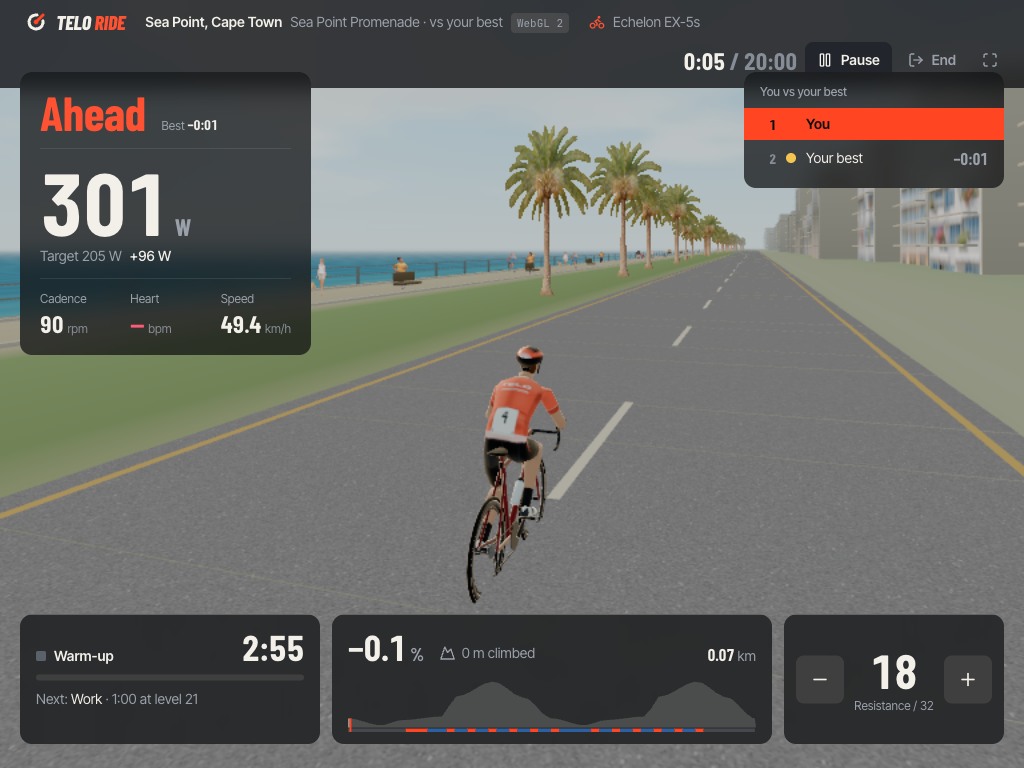 TELO RIDE Sea Point, Cape Town Sea Point Promenade · vs your best WebGL 2 Echelon EX-5s
0:05 / 20:00 Pause End
Ahead Best −0:01
301 W
Target 205 W +96 W
Cadence Heart Speed
90 rpm – bpm 49.4 km/h
You vs your best
1 You
2 Your best −0:01
TELO
4
Warm-up 2:55
Next: Work · 1:00 at level 21
−0.1 % 0 m climbed 0.07 km
− 18 +
Resistance / 32